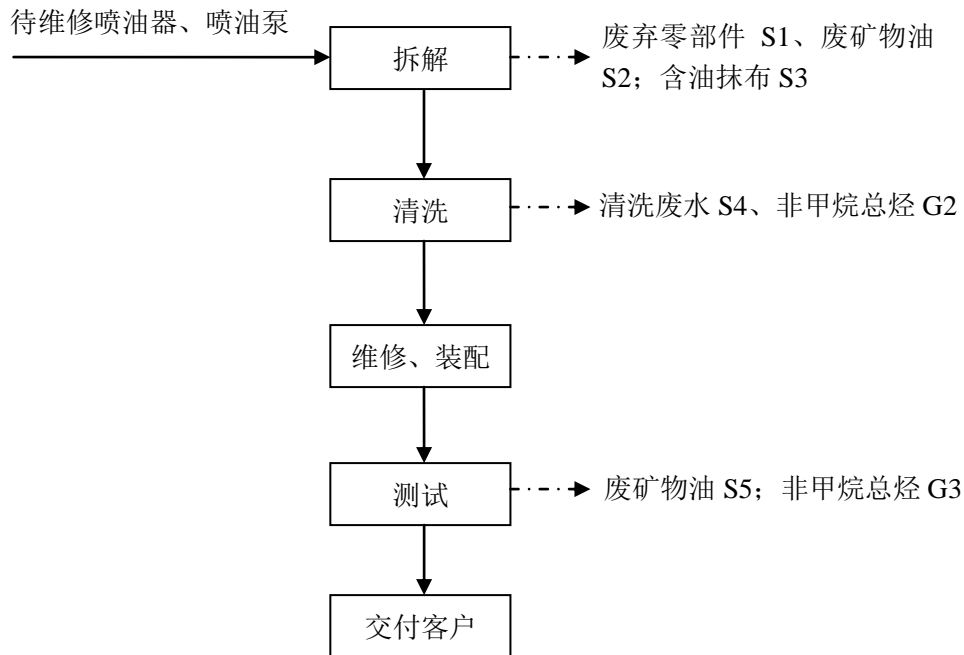 待维修喷油器、喷油泵
拆解
废弃零部件 S1、废矿物油
S2；含油抹布 S3
清洗
清洗废水 S4、非甲烷总烃 G2
维修、装配
测试
废矿物油 S5；非甲烷总烃 G3
交付客户